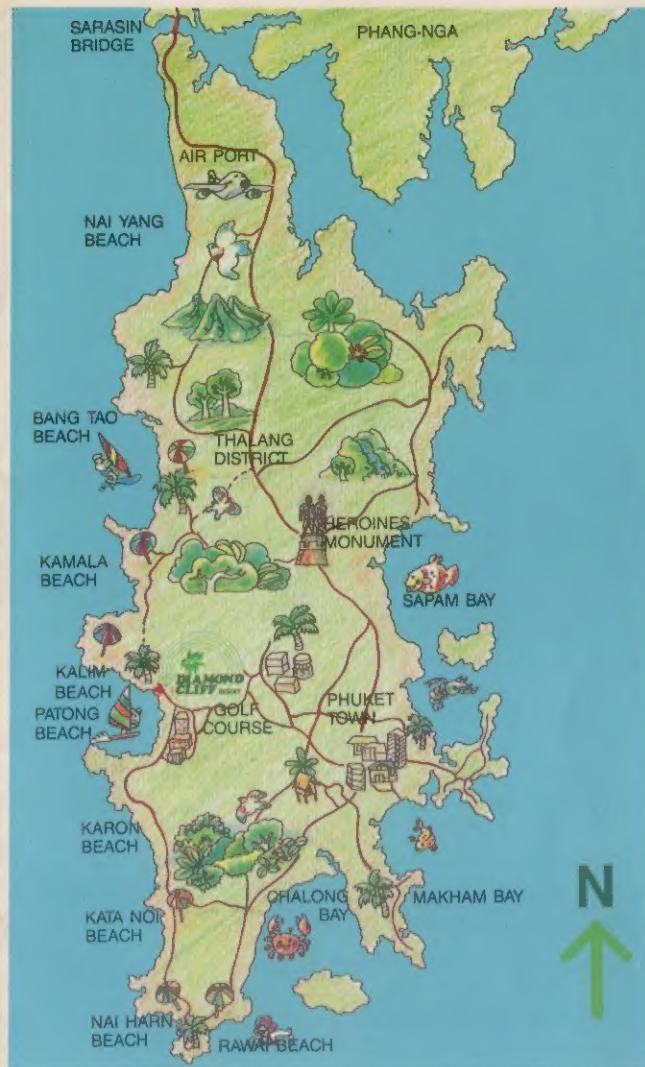 SARASIN
BRIDGE
PHANG-NGA
AIR PORT
NAI YANG
BEACH
BANG TAO
BEACH
THALANG
DISTRICT
HEROINES
MONUMENT
KAMALA
BEACH
SAPAM BAY
DIAMOND
CLIFF RESORT
KALIM
BEACH
PATONG
BEACH
GOLF
COURSE
PHUKET
TOWN
KARON
BEACH
KATA NOI
BEACH
CHALONG
BAY
MAKHAM BAY
N
NAI HARN
BEACH
RAWAI BEACH